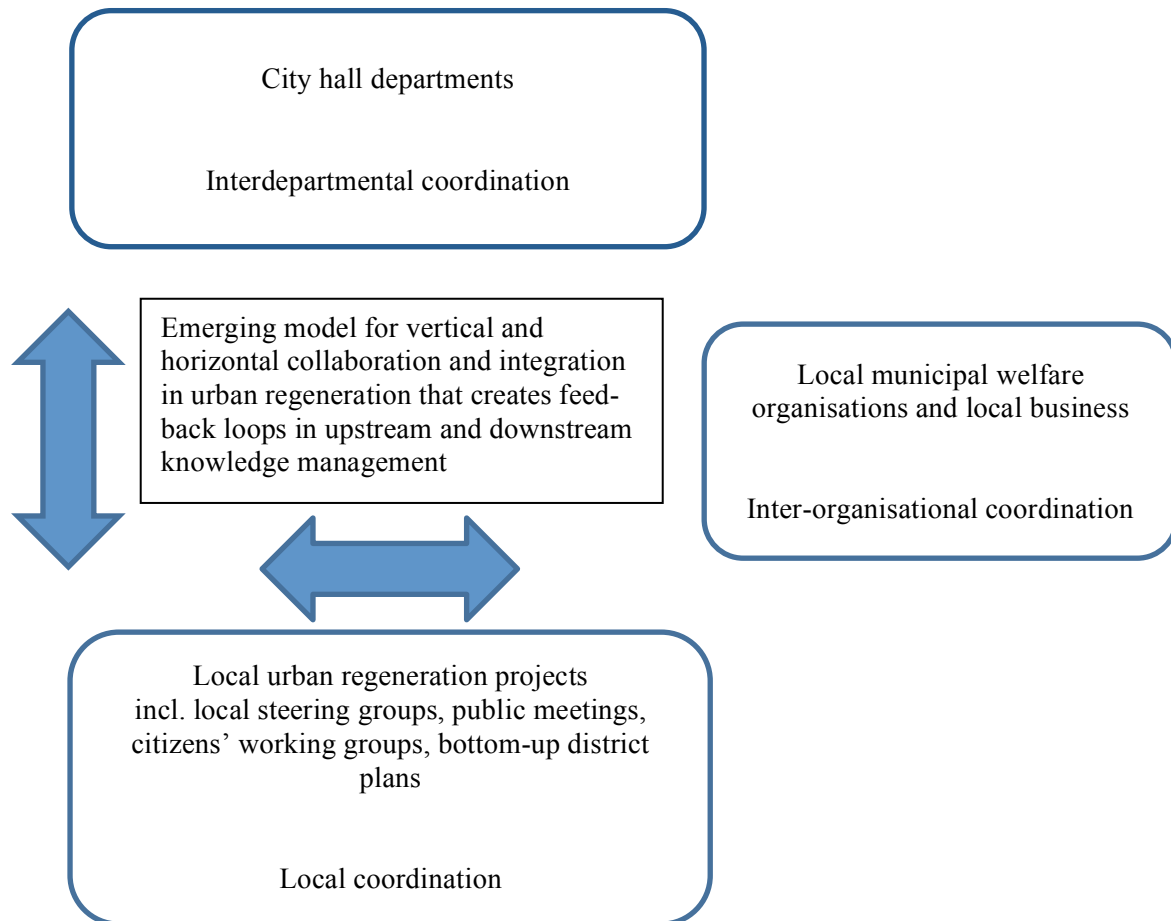 City hall departments
Interdepartmental coordination
Emerging model for vertical and
horizontal collaboration and integration
in urban regeneration that creates feed-
back loops in upstream and downstream
knowledge management
Local municipal welfare
organisations and local business
Inter-organisational coordination
Local urban regeneration projects
incl. local steering groups, public meetings,
citizens’ working groups, bottom-up district
plans
Local coordination